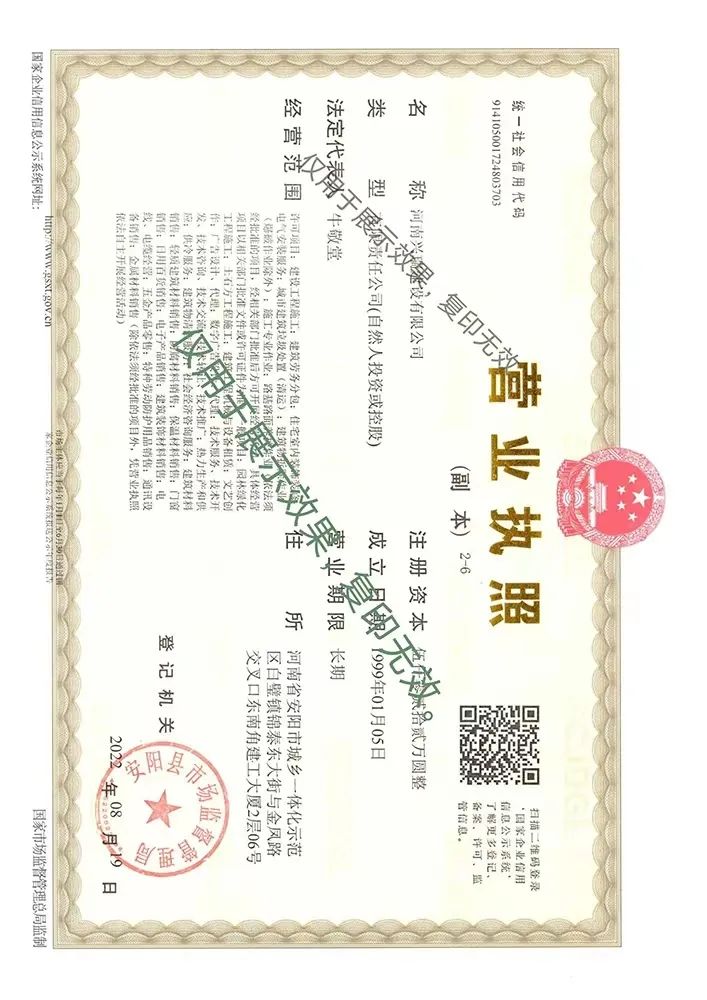 统一社会信用代码
914105001724803703
营业执照
(副 本) 2-6
扫描二维码登录
'国家企业信用
信息公示系统'
了解更多登记、
备案、许可、监
管信息。
名 称 河南兴 建设有限公司
类 型 有限责任公司(自然人投资或控股)
法定代表人 牛敬堂
经营范围 许可项目：建设工程施工；建筑劳务分包；住宅室内装饰装修；
电气安装服务；城市建筑垃圾处置（清运）；建筑物拆除作业
（爆破作业除外）；施工专业作业；路基路面 （依法须
经批准的项目，经相关部门批准后方可开展经营活动，具体经营
项目以相关部门批准文件或许可证件为准）一般项目：园林绿化
工程施工；土石方工程施工；建筑工程机械与设备租赁；文艺创
作；广告设计、代理；数字广告 代理；技术服务、技术开
发、技术咨询、技术交流、技术转让、技术推广；热力生产和供
应；供冷服务；建筑物清洁服务；社会经济咨询服务；建筑材料
销售；轻质建筑材料销售；防腐材料销售；保温材料销售；门窗
销售；日用百货销售；电子产品销售；建筑装饰材料销售；电
线、电缆经营；五金产品零售；特种劳动防护用品销售；通讯设
备销售；金属材料销售（除依法须经批准的项目外，凭营业执照
依法自主开展经营活动）
注册资本 伍仟零贰拾贰万圆整
成立日期 1999年01月05日
营业期限 长期
住 所 河南省安阳市城乡一体化示范
区白璧镇锦泰东大街与金凤路
交叉口东南角建工大厦2层06号
登记机关
安阳县市场监督管理局
2022 年 08 月 19 日
仅用于展示效果，复印无效
仅用于展示效果，复印无效。
国家企业信用信息公示系统网址：
http://www.gsxt.gov.cn
市场主体应当于每年1月1日至6月30日通过国
家企业信用信息公示系统报送公示年度报告
国家市场监督管理总局监制